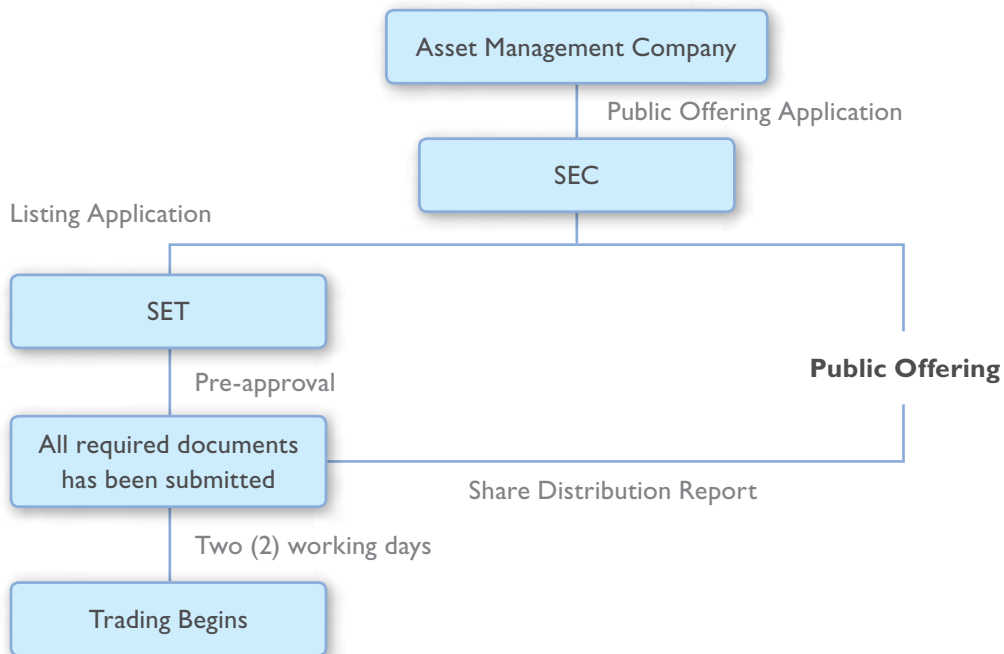 Asset Management Company
Public Offering Application
SEC
Listing Application
SET
Public Offering
Pre-approval
All required documents
has been submitted
Share Distribution Report
Two (2) working days
Trading Begins